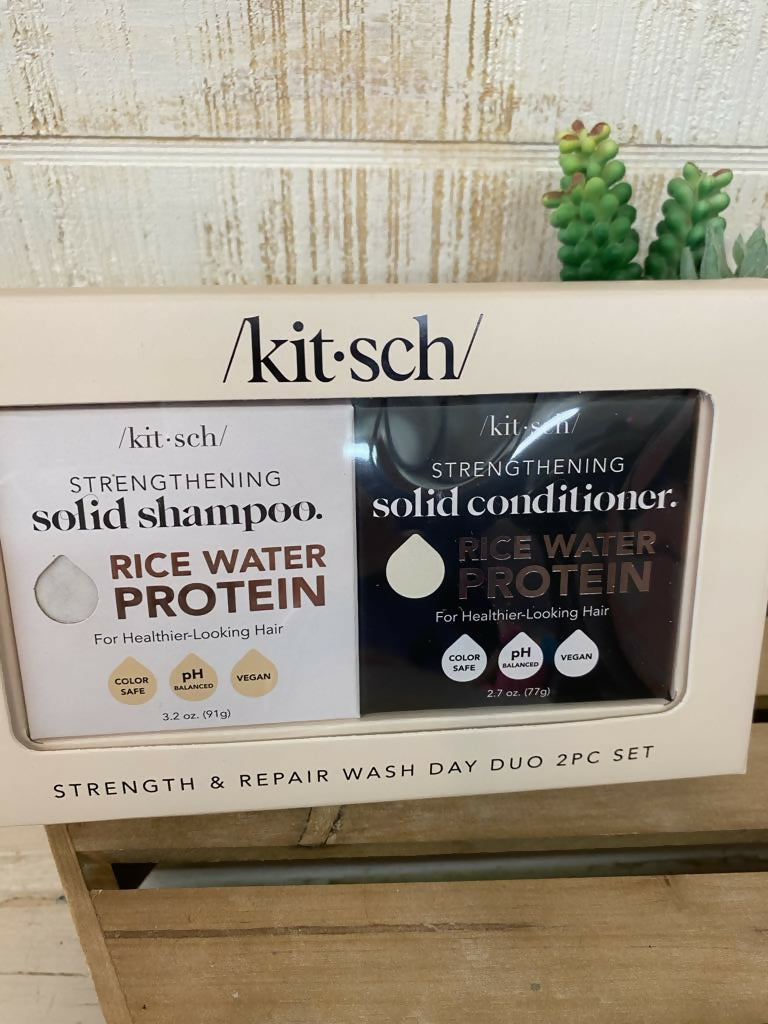 /kit·sch/
/kit·sch/
STRENGTHENING
solid shampoo.
RICE WATER
PROTEIN
For Healthier-Looking Hair
COLOR
SAFE
pH
BALANCED
VEGAN
3.2 oz. (91g)
/kit·sch/
STRENGTHENING
solid conditioner.
RICE WATER
PROTEIN
For Healthier-Looking Hair
COLOR
SAFE
pH
BALANCED
VEGAN
2.7 oz. (77g)
STRENGTH & REPAIR WASH DAY DUO 2PC SET